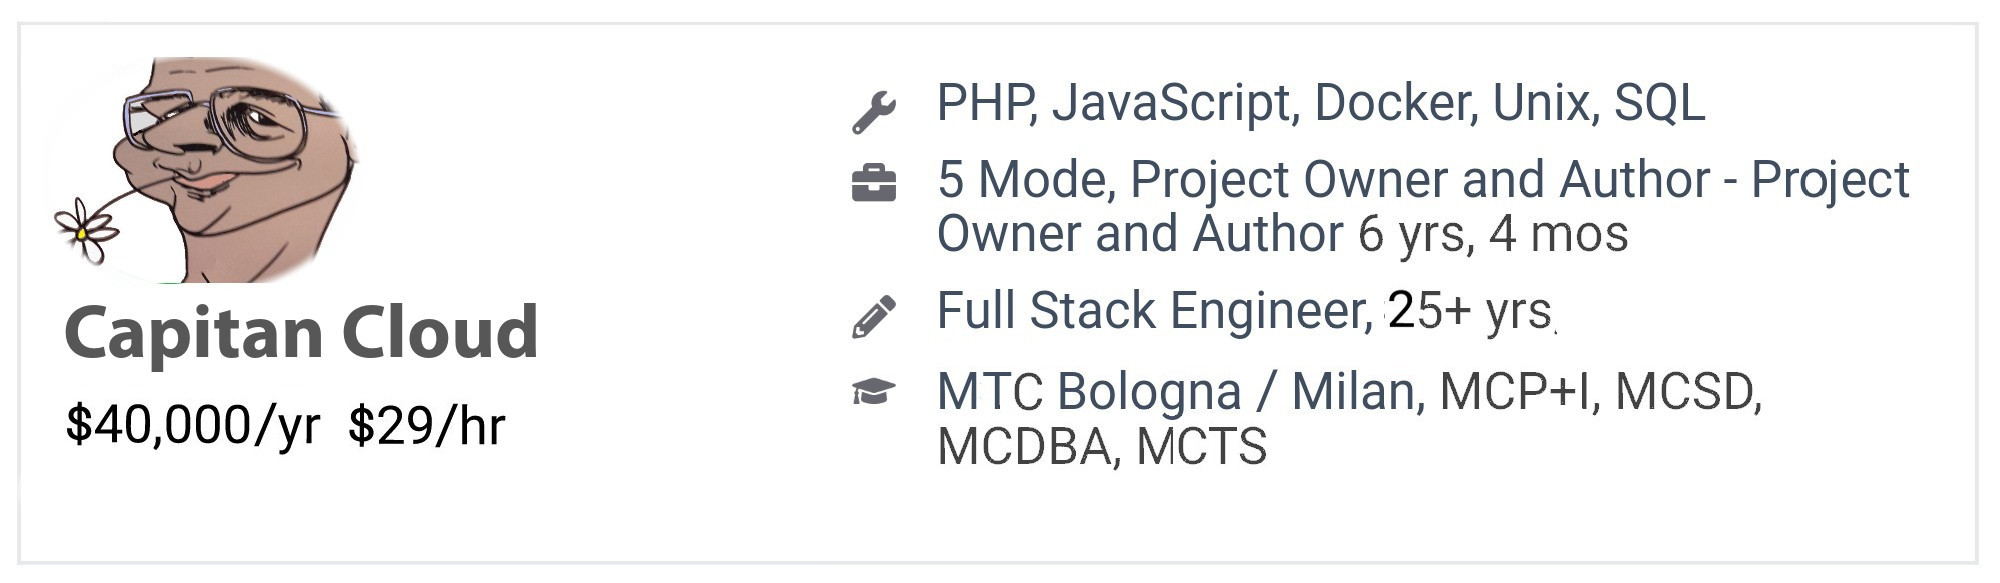 Capitan Cloud
$40,000/yr $29/hr
PHP, JavaScript, Docker, Unix, SQL
5 Mode, Project Owner and Author - Project
Owner and Author 6 yrs, 4 mos
Full Stack Engineer, 25+ yrs
MTC Bologna / Milan, MCP+I, MCSD,
MCDBA, MCTS